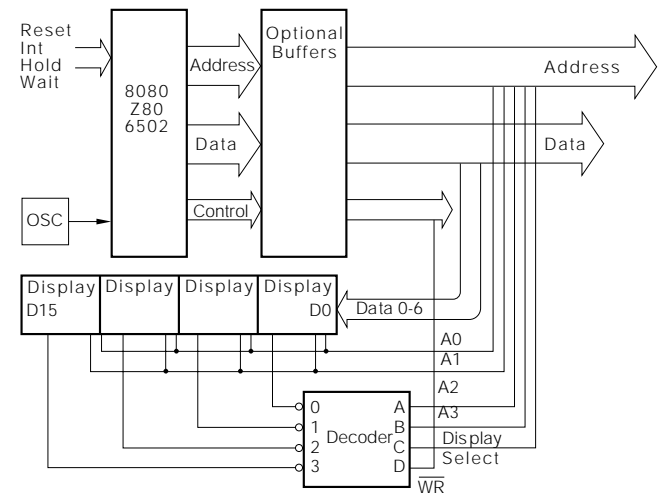 Reset
Int
Hold
Wait
8080
Z80
6502
Address
Data
Control
Optional
Buffers
Address
Data
OSC
Display
D15
Display
Display
Display
D0
Data 0-6
A0
A1
A2
A3
0
1
2
3
Decoder
A
B
C
D
Display
Select
WR